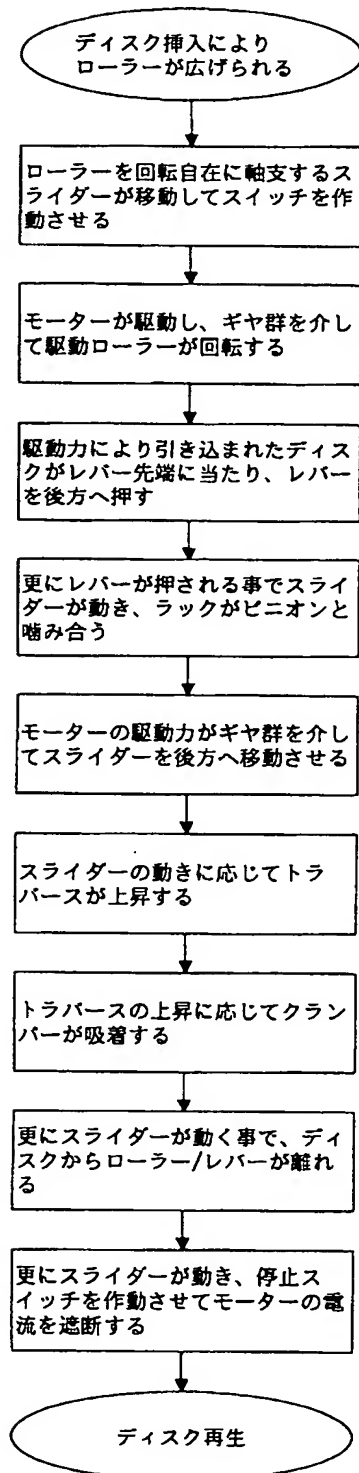 ディスク挿入により
ローラーが広げられる
ローラーを回転自在に軸支するス
ライダーが移動してスイッチを作
動させる
モーターが駆動し、ギヤ群を介し
て駆動ローラーが回転する
駆動力により引き込まれたディス
クがレバー先端に当たり、レバー
を後方へ押す
更にレバーが押される事でスライ
ダーが動き、ラックがピニオンと
噛み合う
モーターの駆動力がギヤ群を介し
てスライダーを後方へ移動させる
スライダーの動きに応じてトラ
バースが上昇する
トラバースの上昇に応じてクラン
パーが吸着する
更にスライダーが動く事で、ディ
スクからローラー/レバーが離れ
る
更にスライダーが動き、停止ス
イッチを作動させてモーターの電
流を遮断する
ディスク再生